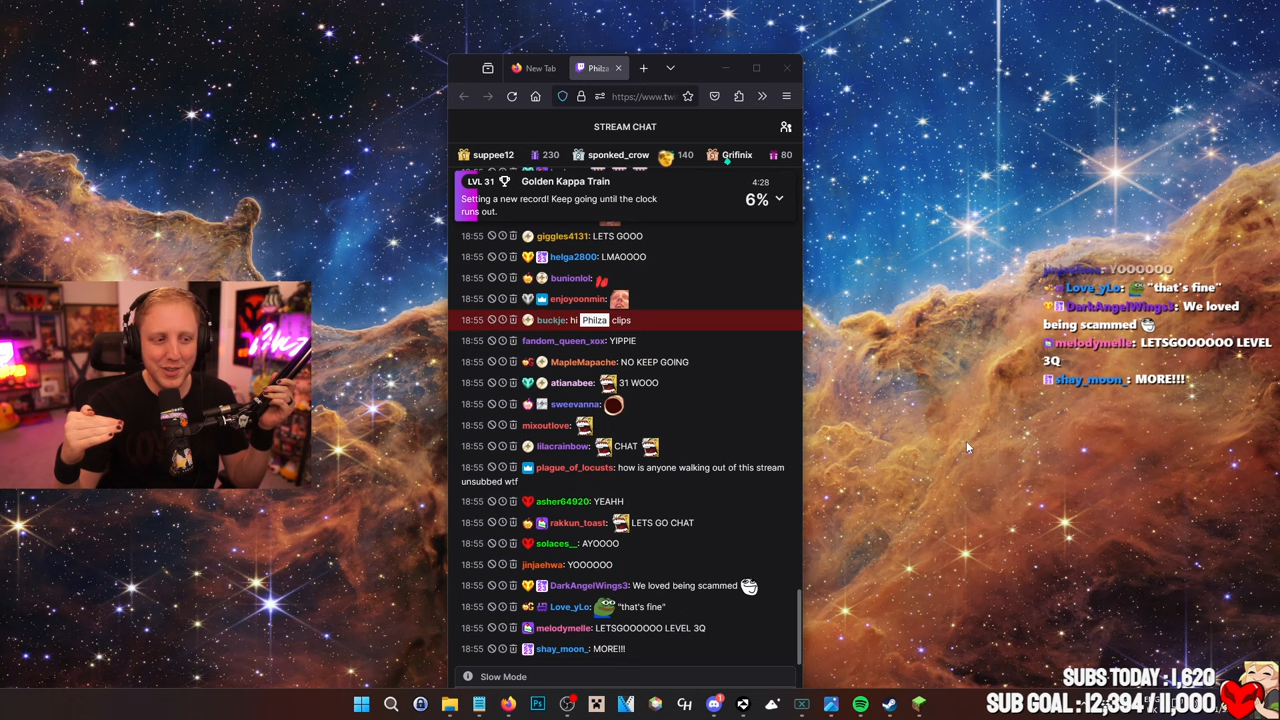 New Tab
Philza
https://www.tw
STREAM CHAT
suppee12 230 sponked_crow 140 Grifinix 80
LVL 31 Golden Kappa Train 4:28
Setting a new record! Keep going until the clock
runs out.
6%
18:55 giggles4131: LETS GOOO
18:55 helga2800: LMAOOOO
18:55 bunionlol:
18:55 enjoyoonmin:
18:55 buckje: hi Philza clips
18:55 fandom_queen_xox: YIPPIE
18:55 MapleMapache: NO KEEP GOING
18:55 atianabee: 31 WOOO
18:55 sweevanna:
18:55 mixoutlove:
18:55 lilacrainbow: CHAT
18:55 plague_of_locusts: how is anyone walking out of this stream
unsubbed wtf
18:55 asher64920: YEAHH
18:55 rakkun_toast: LETS GO CHAT
18:55 solaces__: AYOOOO
18:55 jinjaehwa: YOOOOOO
18:55 DarkAngelWings3: We loved being scammed
18:55 Love_yLo: "that's fine"
18:55 melodymelle: LETSGOOOOOO LEVEL 3Q
18:55 shay_moon_: MORE!!!
Slow Mode
jinjaehwa: YOOOOOO
Love_yLo: "that's fine"
DarkAngelWings3: We loved
being scammed
melodymelle: LETSGOOOOOO LEVEL
3Q
shay_moon_: MORE!!!
SUBS TODAY : 1,620
SUB GOAL : 12,394 / 11,000